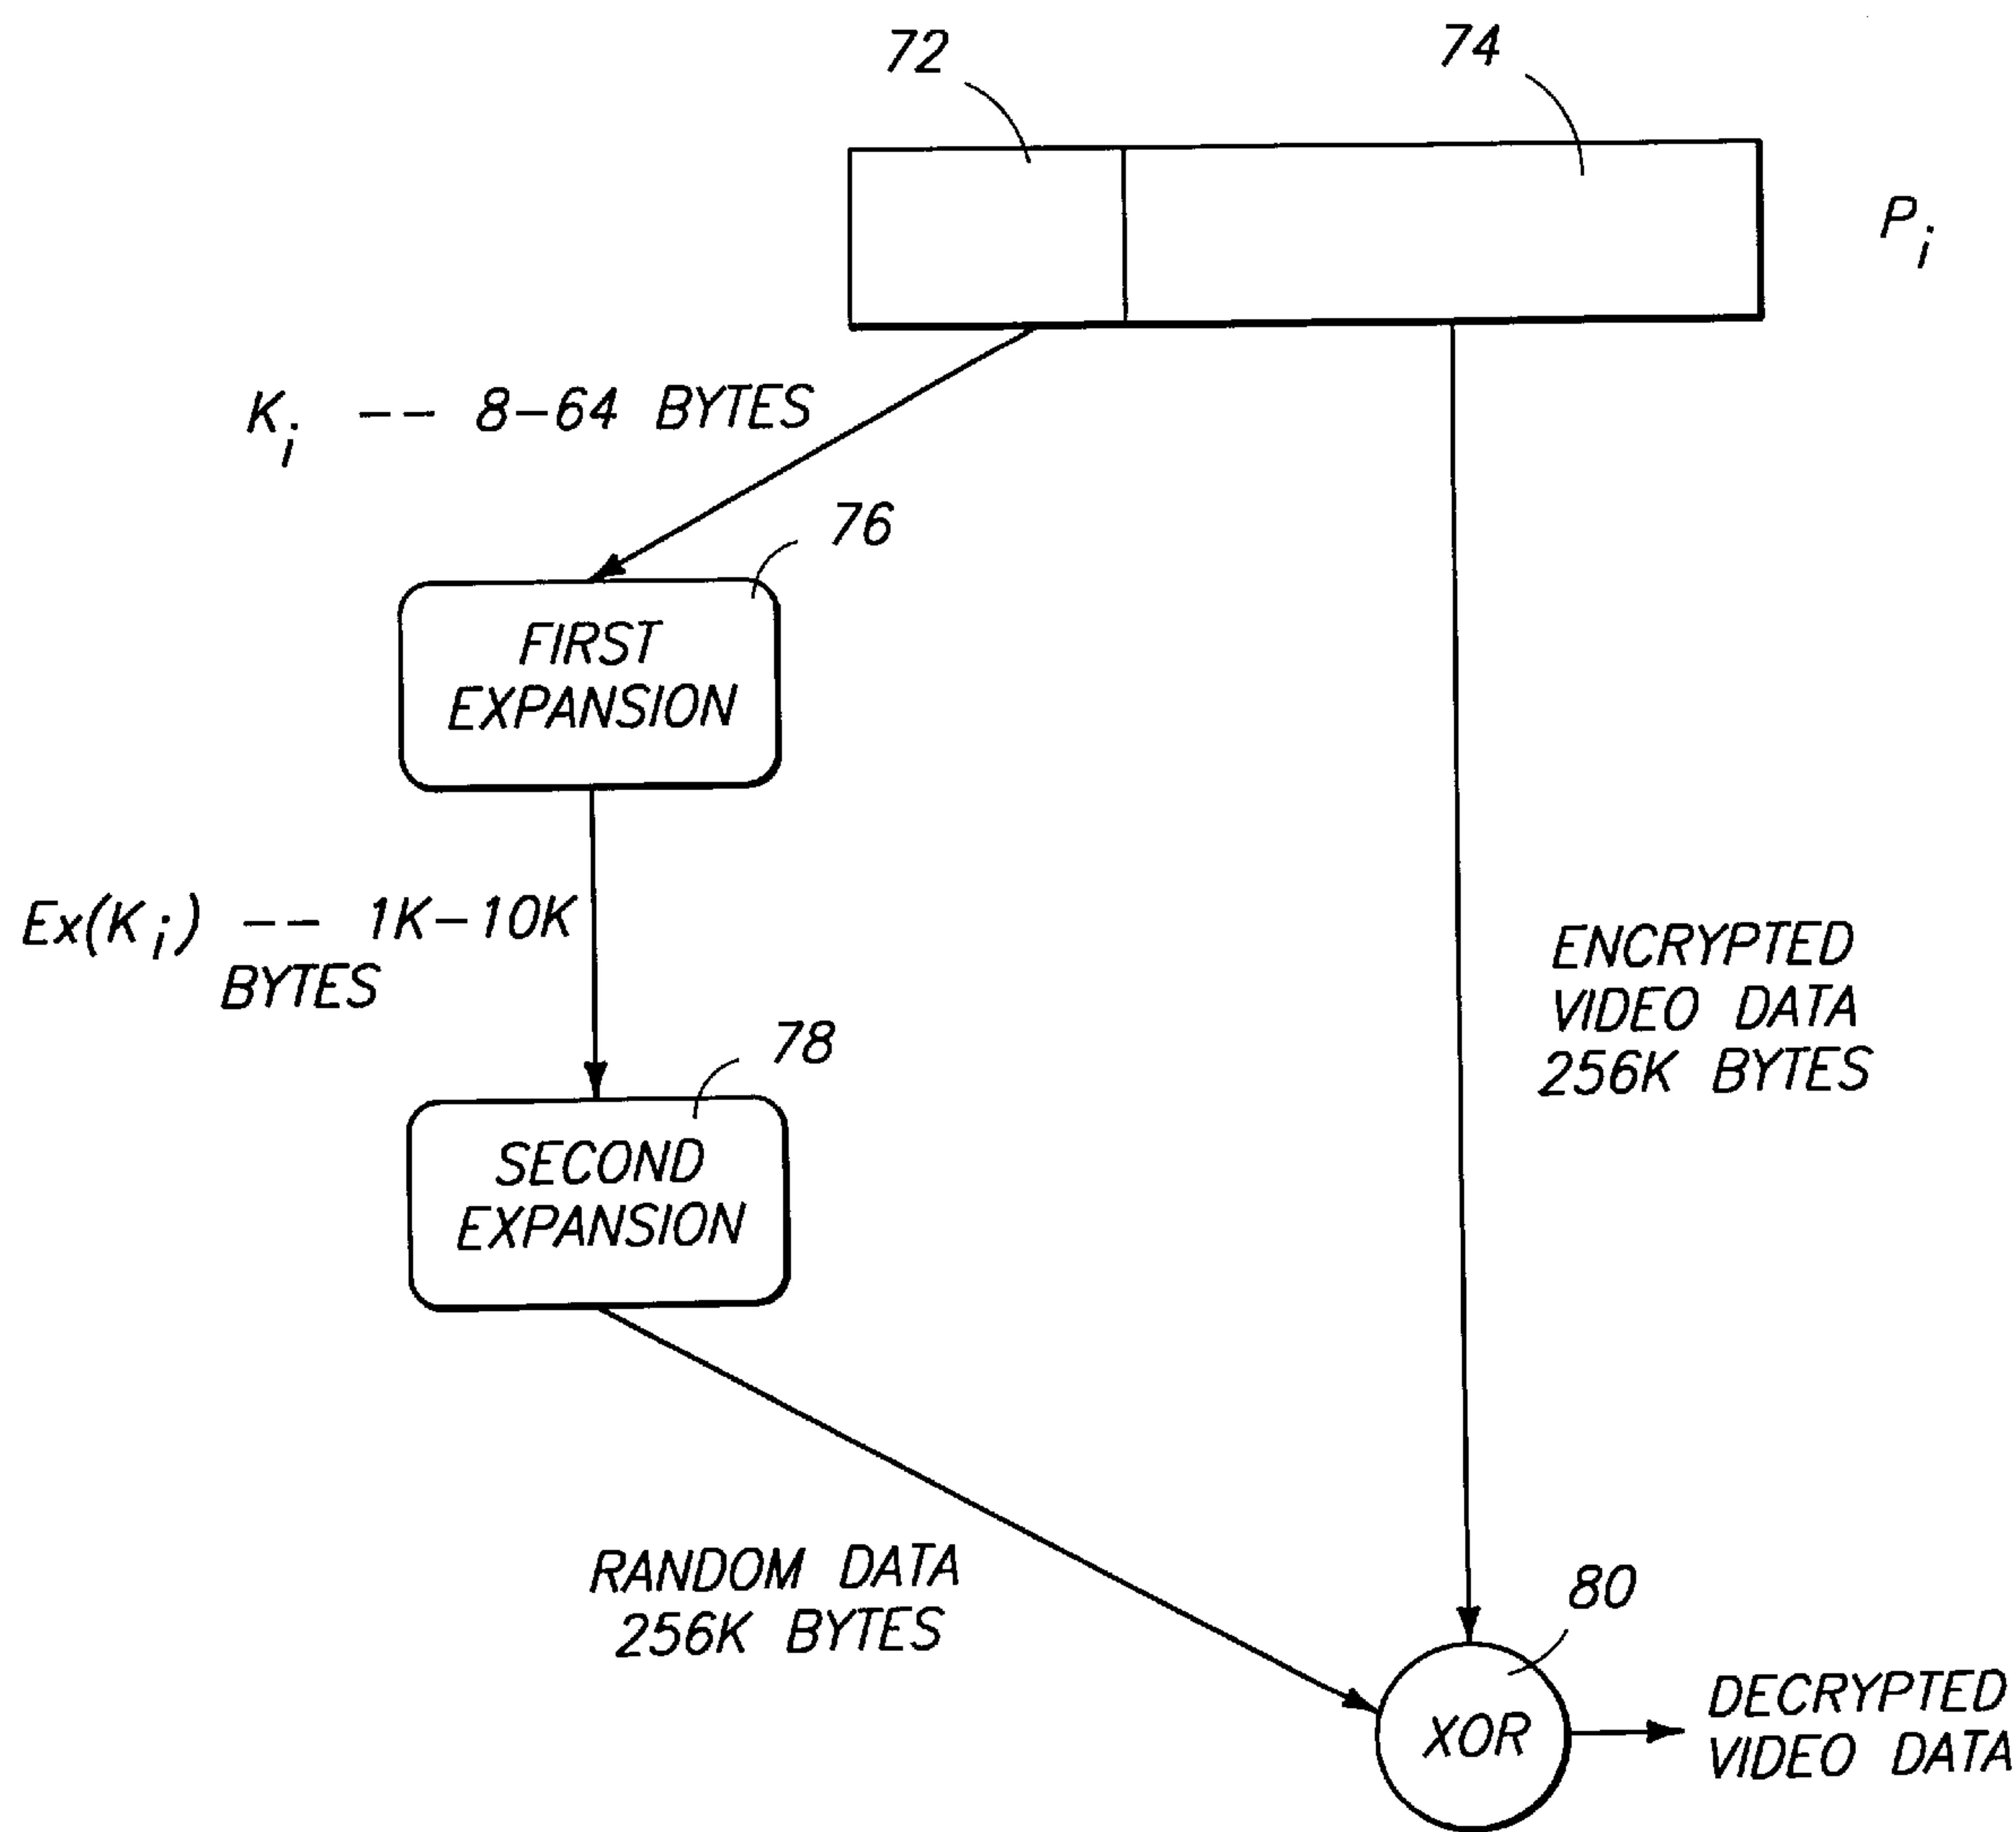 72
74
P i
K i -- 8-64 BYTES
76
FIRST
EXPANSION
Ex(K i) -- 1K-10K
BYTES
ENCRYPTED
VIDEO DATA
256K BYTES
78
SECOND
EXPANSION
RANDOM DATA
256K BYTES
80
XOR
DECRYPTED
VIDEO DATA